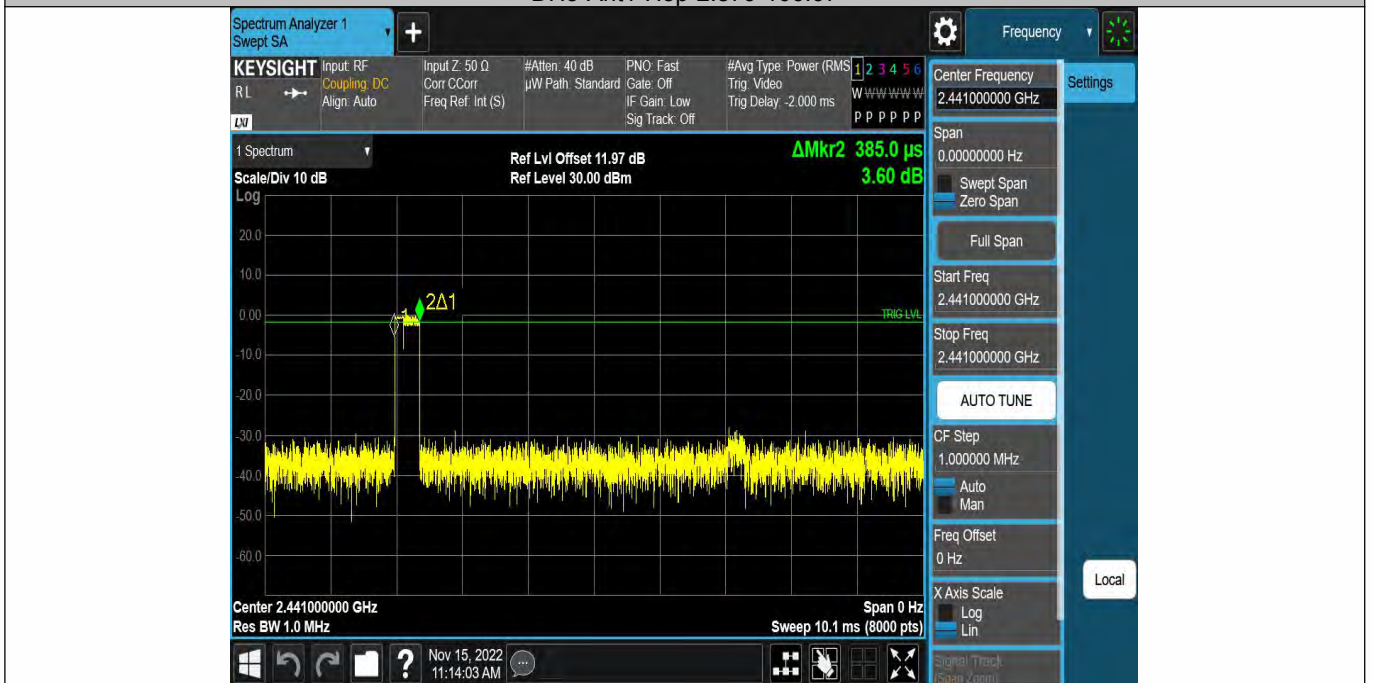 Spectrum Analyzer 1
Swept SA
+
Frequency
KEYSIGHT
RL
LXI
Input: RF
Coupling: DC
Align: Auto
Input Z: 50 Ω
Corr CCorr
Freq Ref: Int (S)
#Atten: 40 dB
µW Path: Standard
PNO: Fast
Gate: Off
IF Gain: Low
Sig Track: Off
#Avg Type: Power (RMS
Trig: Video
Trig Delay: -2.000 ms
1 2 3 4 5 6
W W W W W W
P P P P P P
Center Frequency
2.441000000 GHz
Settings
1 Spectrum
Scale/Div 10 dB
Log
Ref Lvl Offset 11.97 dB
Ref Level 30.00 dBm
ΔMkr2 385.0 µs
3.60 dB
Span
0.00000000 Hz
Swept Span
Zero Span
Full Span
Start Freq
2.441000000 GHz
Stop Freq
2.441000000 GHz
AUTO TUNE
CF Step
1.000000 MHz
Auto
Man
Freq Offset
0 Hz
X Axis Scale
Log
Lin
Signal Track
(Span Zoom)
Local
20.0
10.0
0.00
-10.0
-20.0
-30.0
-40.0
-50.0
-60.0
1
2Δ1
TRIG LVL
Center 2.441000000 GHz
Res BW 1.0 MHz
Span 0 Hz
Sweep 10.1 ms (8000 pts)
?
Nov 15, 2022
11:14:03 AM